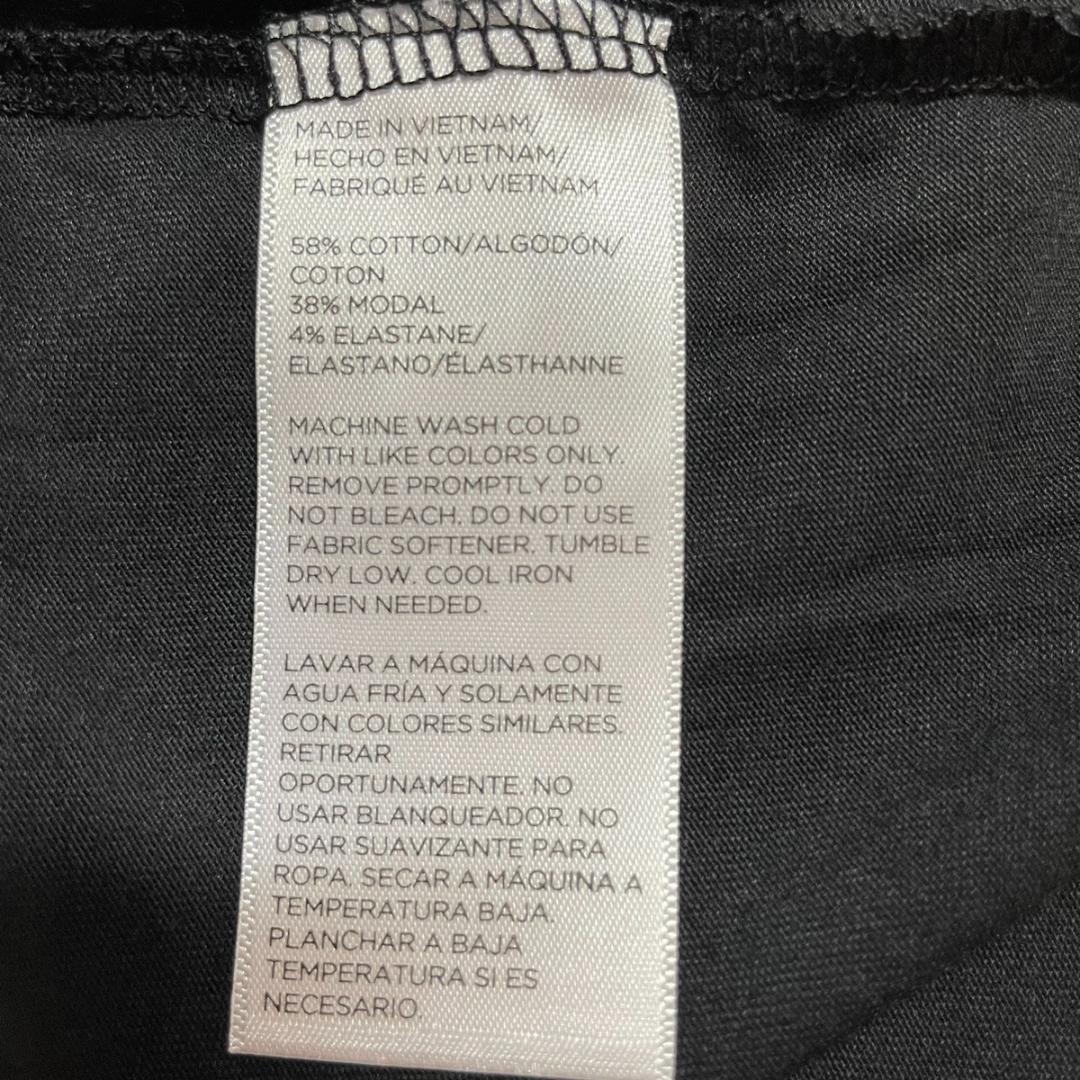 MADE IN VIETNAM/
HECHO EN VIETNAM/
FABRIQUÉ AU VIETNAM
58% COTTON/ALGODÓN/
COTON
38% MODAL
4% ELASTANE/
ELASTANO/ÉLASTHANNE
MACHINE WASH COLD
WITH LIKE COLORS ONLY.
REMOVE PROMPTLY. DO
NOT BLEACH. DO NOT USE
FABRIC SOFTENER. TUMBLE
DRY LOW. COOL IRON
WHEN NEEDED.
LAVAR A MÁQUINA CON
AGUA FRÍA Y SOLAMENTE
CON COLORES SIMILARES.
RETIRAR
OPORTUNAMENTE. NO
USAR BLANQUEADOR. NO
USAR SUAVIZANTE PARA
ROPA. SECAR A MÁQUINA A
TEMPERATURA BAJA.
PLANCHAR A BAJA
TEMPERATURA SI ES
NECESARIO.